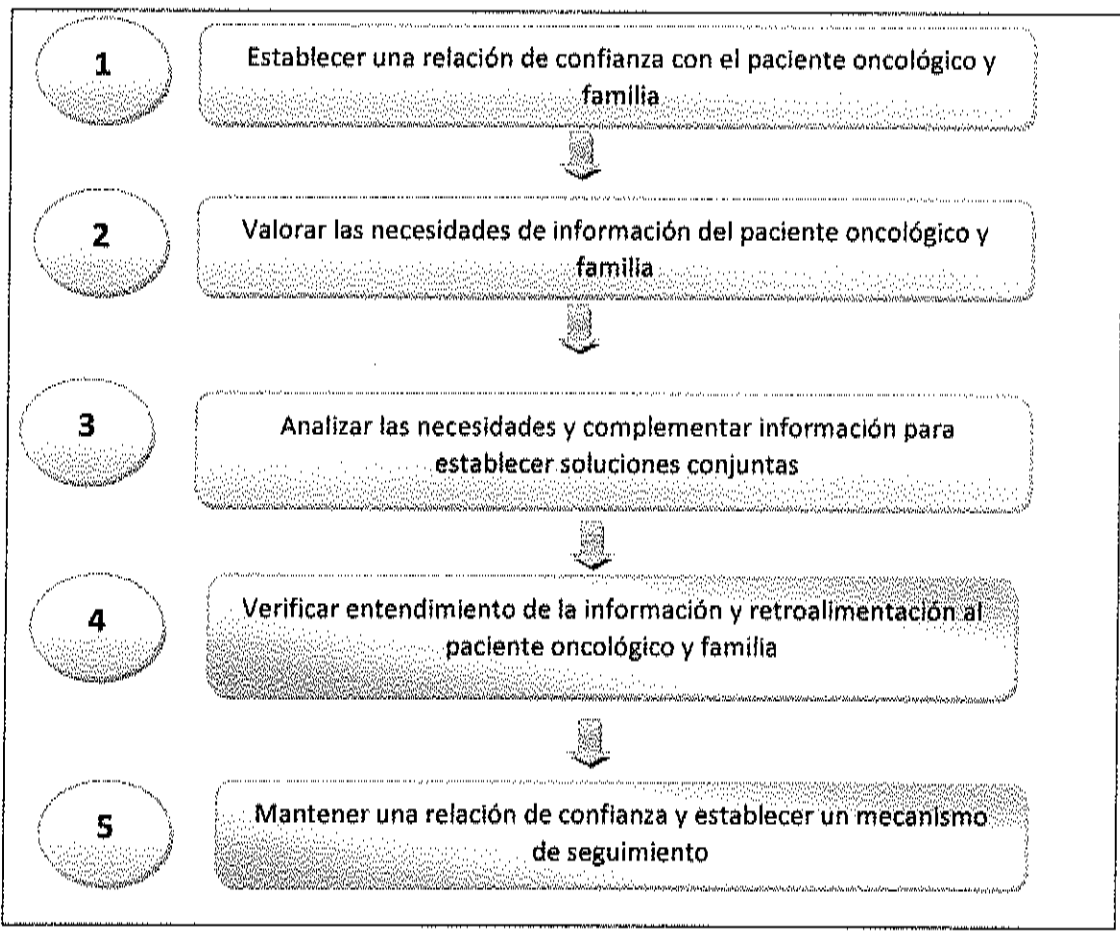 1
Establecer una relación de confianza con el paciente oncológico y
familia
2
Valorar las necesidades de información del paciente oncológico y
familia
3
Analizar las necesidades y complementar información para
establecer soluciones conjuntas
4
Verificar entendimiento de la información y retroalimentación al
paciente oncológico y familia
5
Mantener una relación de confianza y establecer un mecanismo
de seguimiento